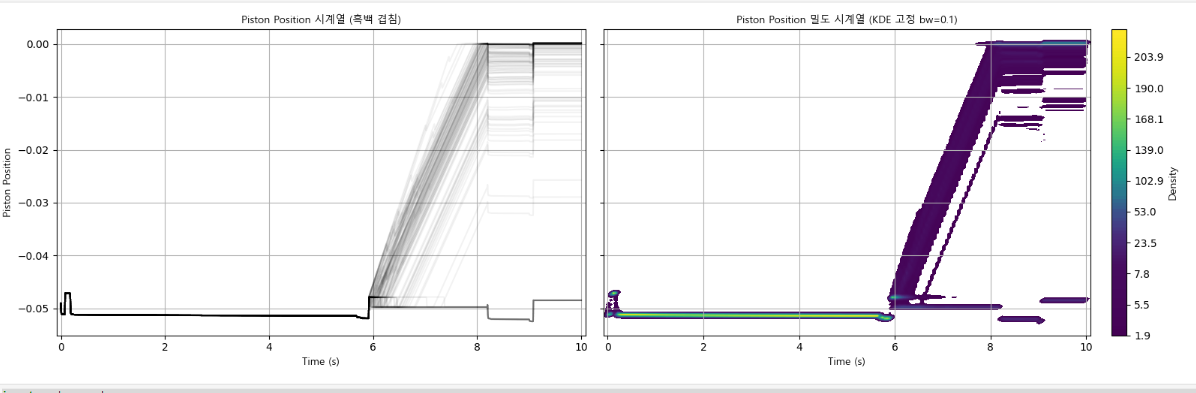 Piston Position 시계열 (흑백 겹침)
0.00
−0.01
−0.02
−0.03
−0.04
−0.05
Piston Position
0 2 4 6 8 10
Time (s)
Piston Position 밀도 시계열 (KDE 고정 bw=0.1)
0 2 4 6 8 10
Time (s)
203.9
190.0
168.1
139.0
102.9
53.0
23.5
7.8
5.5
1.9
Density